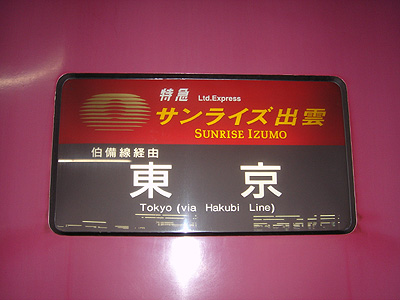 特急 Ltd.Express
サンライズ出雲
SUNRISE IZUMO
伯備線経由
東京
Tokyo (via Hakubi Line)